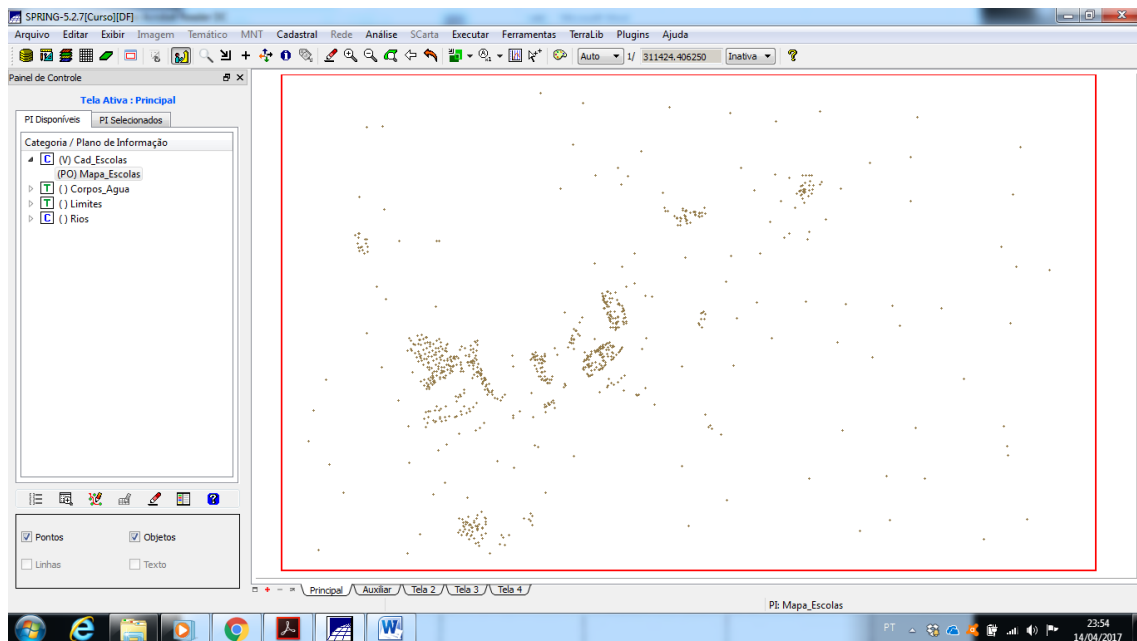 SPRING-5.2.7[Curso][DF]
Arquivo Editar Exibir Imagem Temático MNT Cadastral Rede Análise SCarta Executar Ferramentas TerraLib Plugins Ajuda
Auto 1/ 311424.406250 Inativa
Painel de Controle
Tela Ativa : Principal
PI Disponíveis PI Selecionados
Categoria / Plano de Informação
C (V) Cad_Escolas
(PO) Mapa_Escolas
T ( ) Corpos_Agua
T ( ) Limites
C ( ) Rios
Pontos Objetos
Linhas Texto
Principal Auxiliar Tela 2 Tela 3 Tela 4
PI: Mapa_Escolas
PT 23:54
14/04/2017